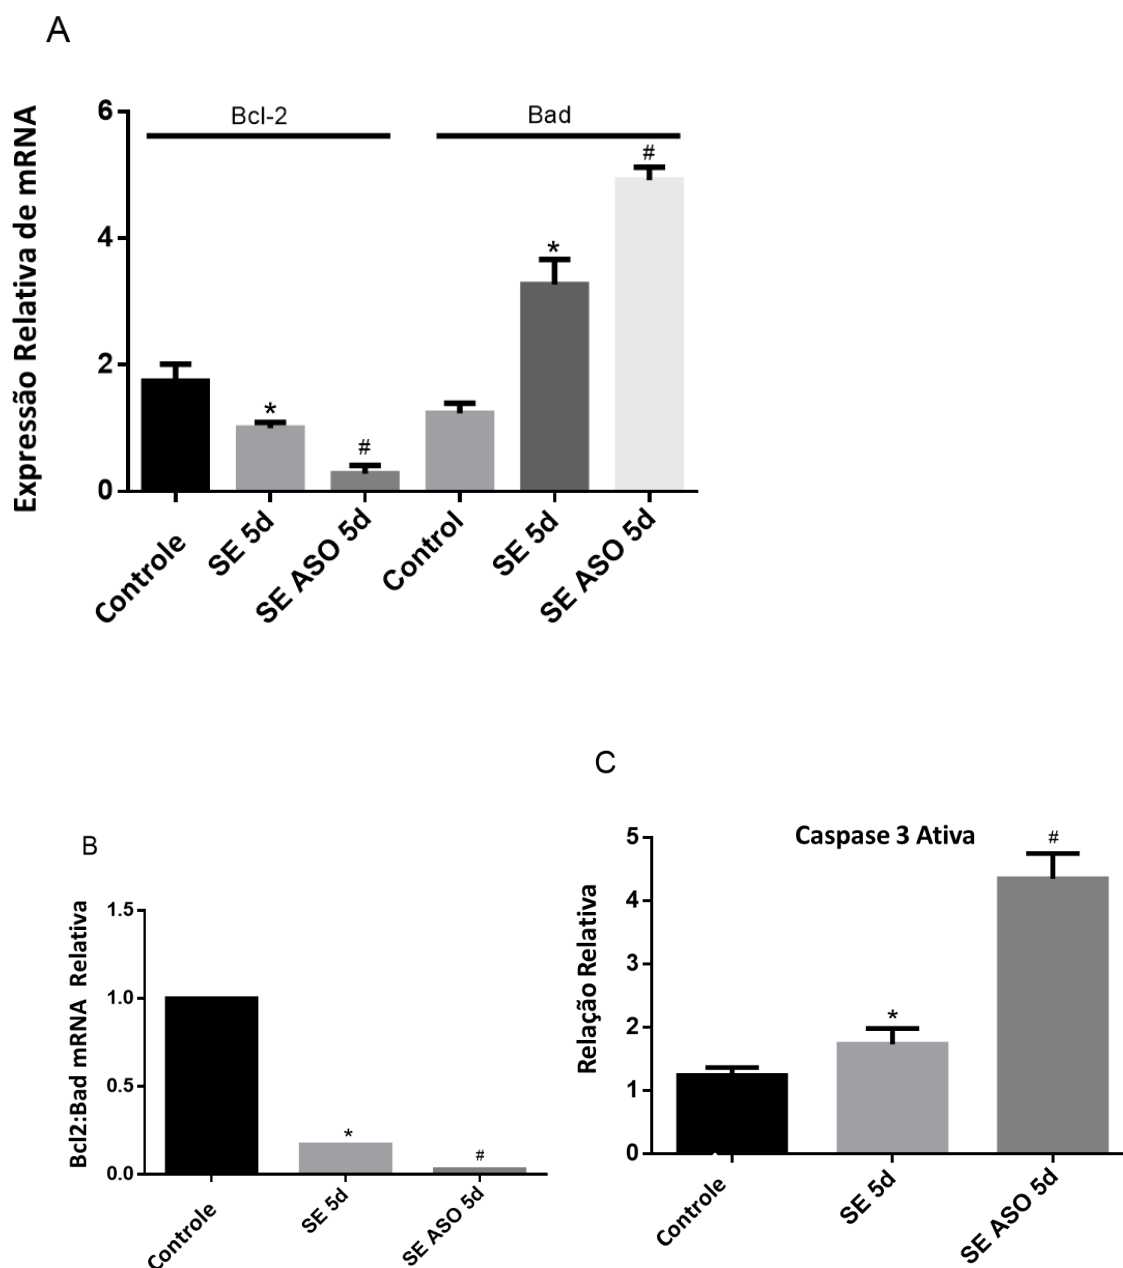 A
Bcl-2 Bad
Expressão Relativa de mRNA
6
4
2
0
*
#
*
#
Controle
SE 5d
SE ASO 5d
Control
SE 5d
SE ASO 5d
B
Bcl2:Bad mRNA Relativa
1.5
1.0
0.5
0.0
*
#
Controle
SE 5d
SE ASO 5d
C
Caspase 3 Ativa
Relação Relativa
5
4
3
2
1
0
*
#
Controle
SE 5d
SE ASO 5d